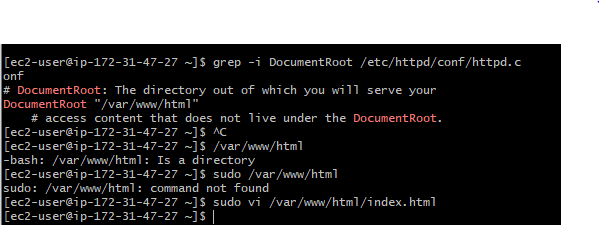 [ec2-user@ip-172-31-47-27 ~]$ grep -i DocumentRoot /etc/httpd/conf/httpd.c
onf
# DocumentRoot: The directory out of which you will serve your
DocumentRoot "/var/www/html"
    # access content that does not live under the DocumentRoot.
[ec2-user@ip-172-31-47-27 ~]$ ^C
[ec2-user@ip-172-31-47-27 ~]$ /var/www/html
-bash: /var/www/html: Is a directory
[ec2-user@ip-172-31-47-27 ~]$ sudo /var/www/html
sudo: /var/www/html: command not found
[ec2-user@ip-172-31-47-27 ~]$ sudo vi /var/www/html/index.html
[ec2-user@ip-172-31-47-27 ~]$